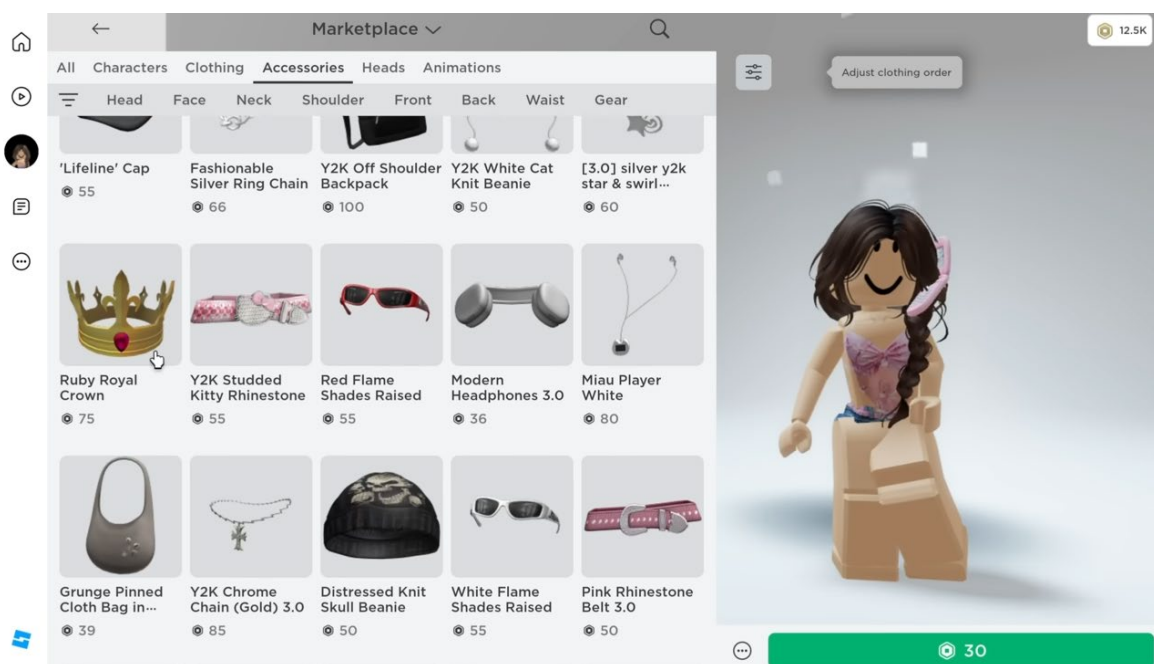 Marketplace
12.5K
All Characters Clothing Accessories Heads Animations
Adjust clothing order
Head Face Neck Shoulder Front Back Waist Gear
'Lifeline' Cap
55
Fashionable
Silver Ring Chain
66
Y2K Off Shoulder
Backpack
100
Y2K White Cat
Knit Beanie
50
[3.0] silver y2k
star & swirl...
60
Ruby Royal
Crown
75
Y2K Studded
Kitty Rhinestone
55
Red Flame
Shades Raised
55
Modern
Headphones 3.0
36
Miau Player
White
80
Grunge Pinned
Cloth Bag in...
39
Y2K Chrome
Chain (Gold) 3.0
85
Distressed Knit
Skull Beanie
50
White Flame
Shades Raised
55
Pink Rhinestone
Belt 3.0
50
30